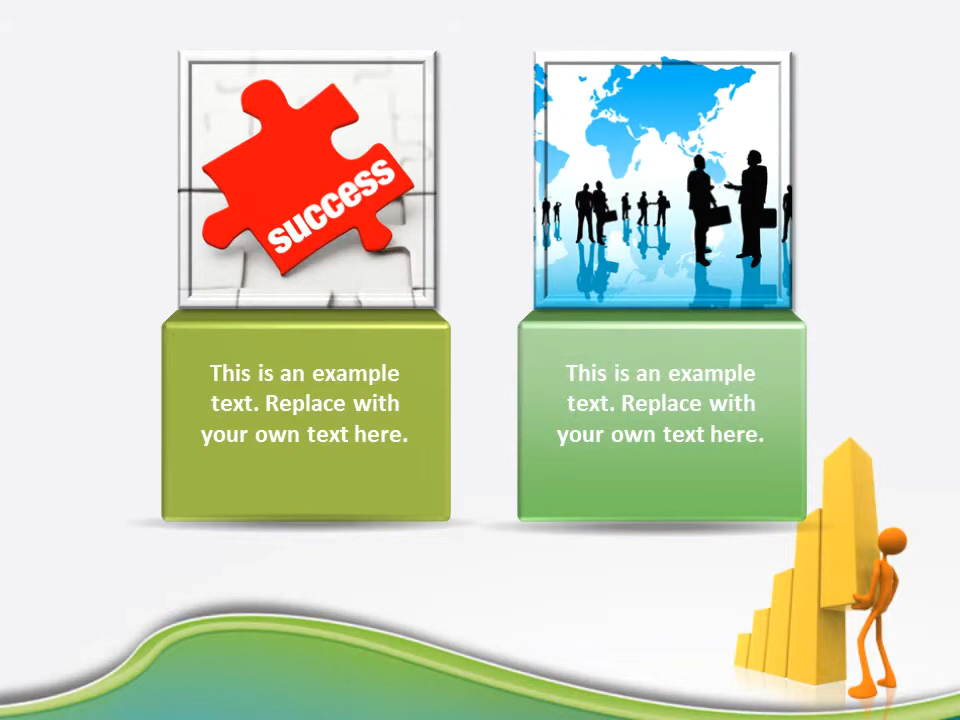 success
This is an example
text. Replace with
your own text here.
This is an example
text. Replace with
your own text here.